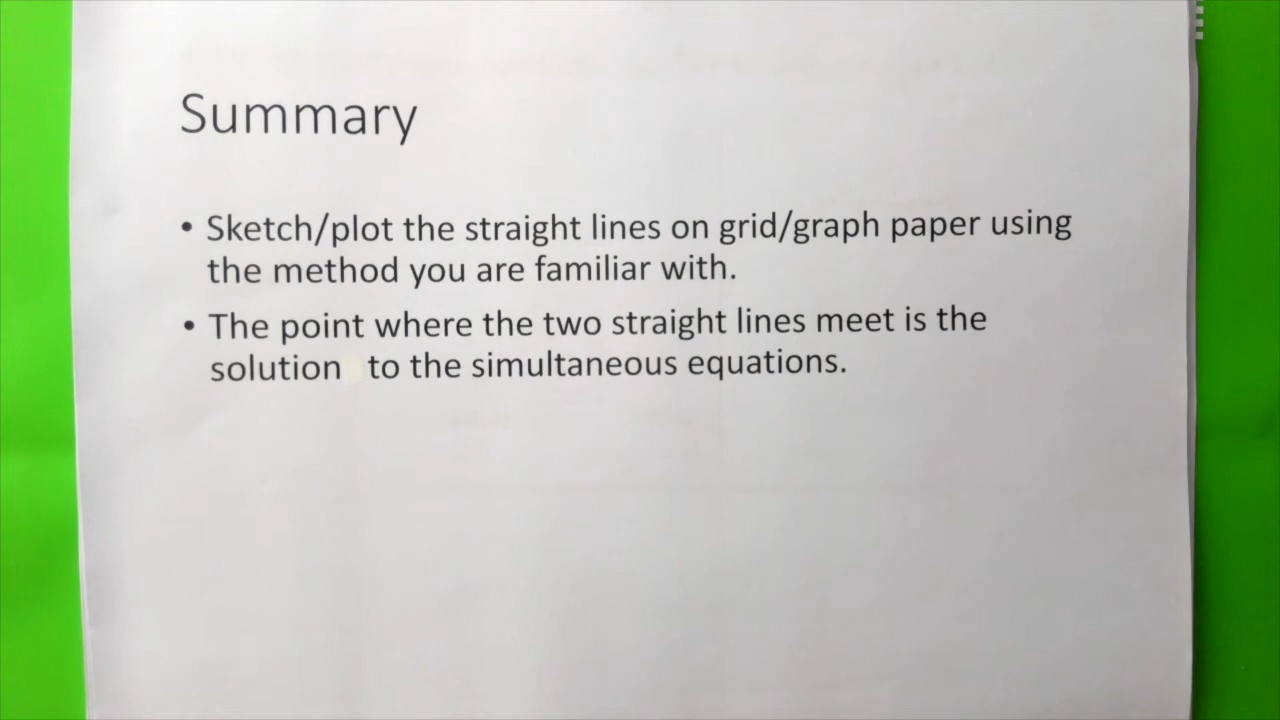 Summary
• Sketch/plot the straight lines on grid/graph paper using
the method you are familiar with.
• The point where the two straight lines meet is the
solution to the simultaneous equations.